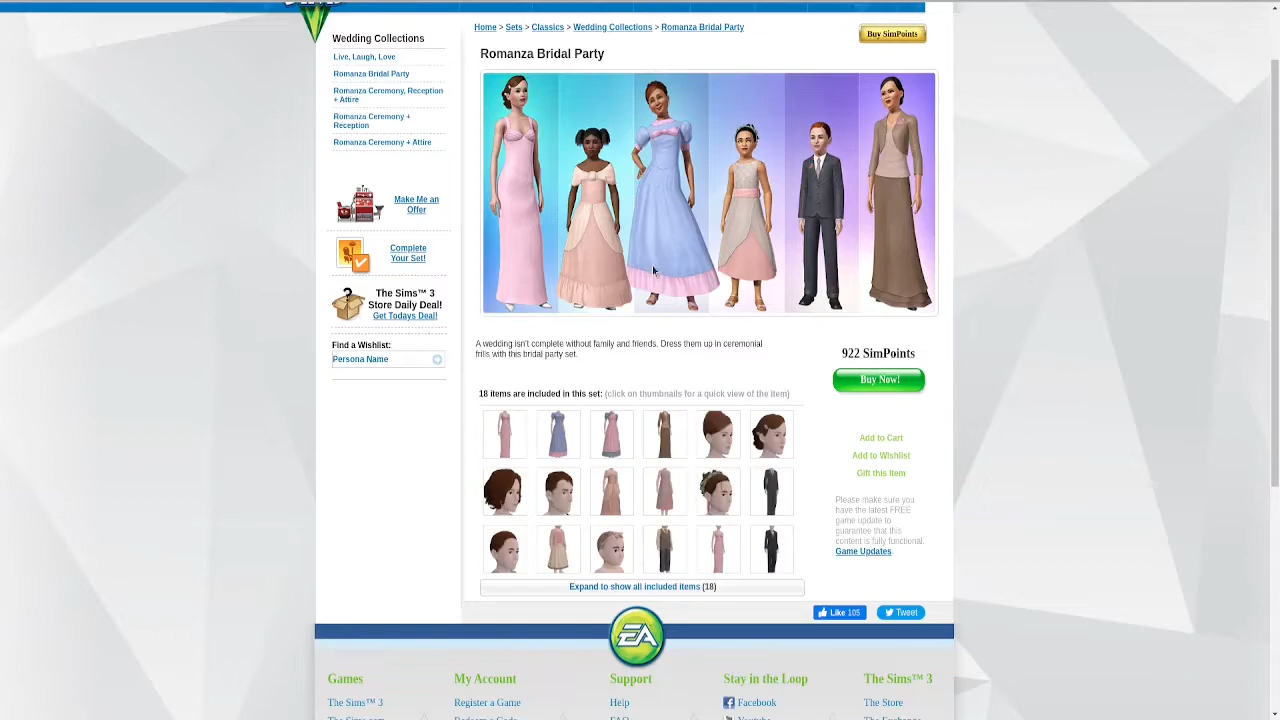 Home > Sets > Classics > Wedding Collections > Romanza Bridal Party
Buy SimPoints
Wedding Collections
Live, Laugh, Love
Romanza Bridal Party
Romanza Ceremony, Reception
+ Attire
Romanza Ceremony +
Reception
Romanza Ceremony + Attire
Make Me an
Offer
Complete
Your Set!
The Sims™ 3
Store Daily Deal!
Get Todays Deal!
Find a Wishlist:
Persona Name
Romanza Bridal Party
A wedding isn't complete without family and friends. Dress them up in ceremonial
frills with this bridal party set.
922 SimPoints
Buy Now!
18 items are included in this set: (click on thumbnails for a quick view of the item)
Add to Cart
Add to Wishlist
Gift this Item
Please make sure you
have the latest FREE
game update to
guarantee that this
content is fully functional.
Game Updates.
Expand to show all included items (18)
Like 105
Tweet
EA
Games
The Sims™ 3
My Account
Register a Game
Support
Help
Stay in the Loop
Facebook
The Sims™ 3
The Store